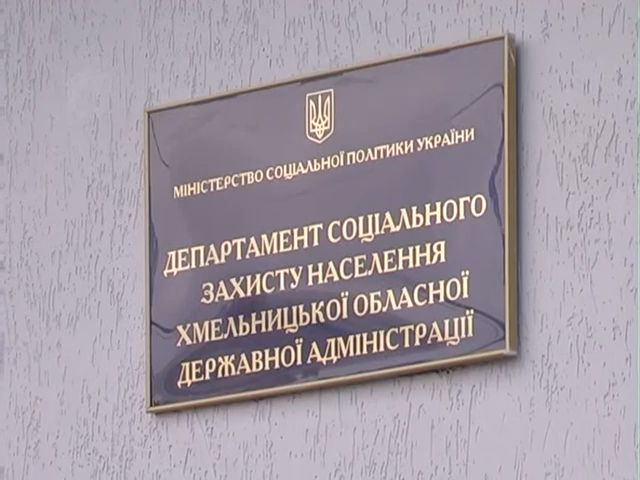 МІНІСТЕРСТВО СОЦІАЛЬНОЇ ПОЛІТИКИ УКРАЇНИ
ДЕПАРТАМЕНТ СОЦІАЛЬНОГО
ЗАХИСТУ НАСЕЛЕННЯ
ХМЕЛЬНИЦЬКОЇ ОБЛАСНОЇ
ДЕРЖАВНОЇ АДМІНІСТРАЦІЇ